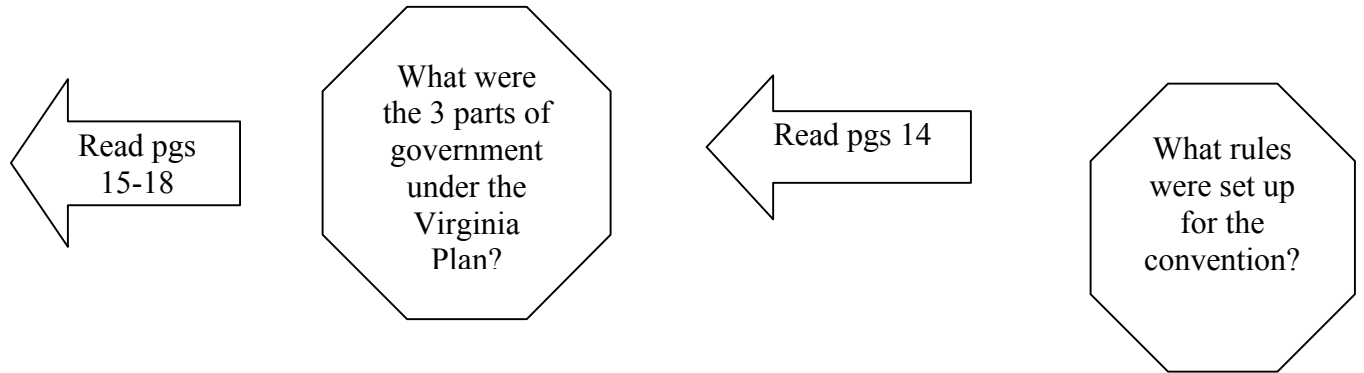 Read pgs
15-18
What were
the 3 parts of
government
under the
Virginia
Plan?
Read pgs 14
What rules
were set up
for the
convention?